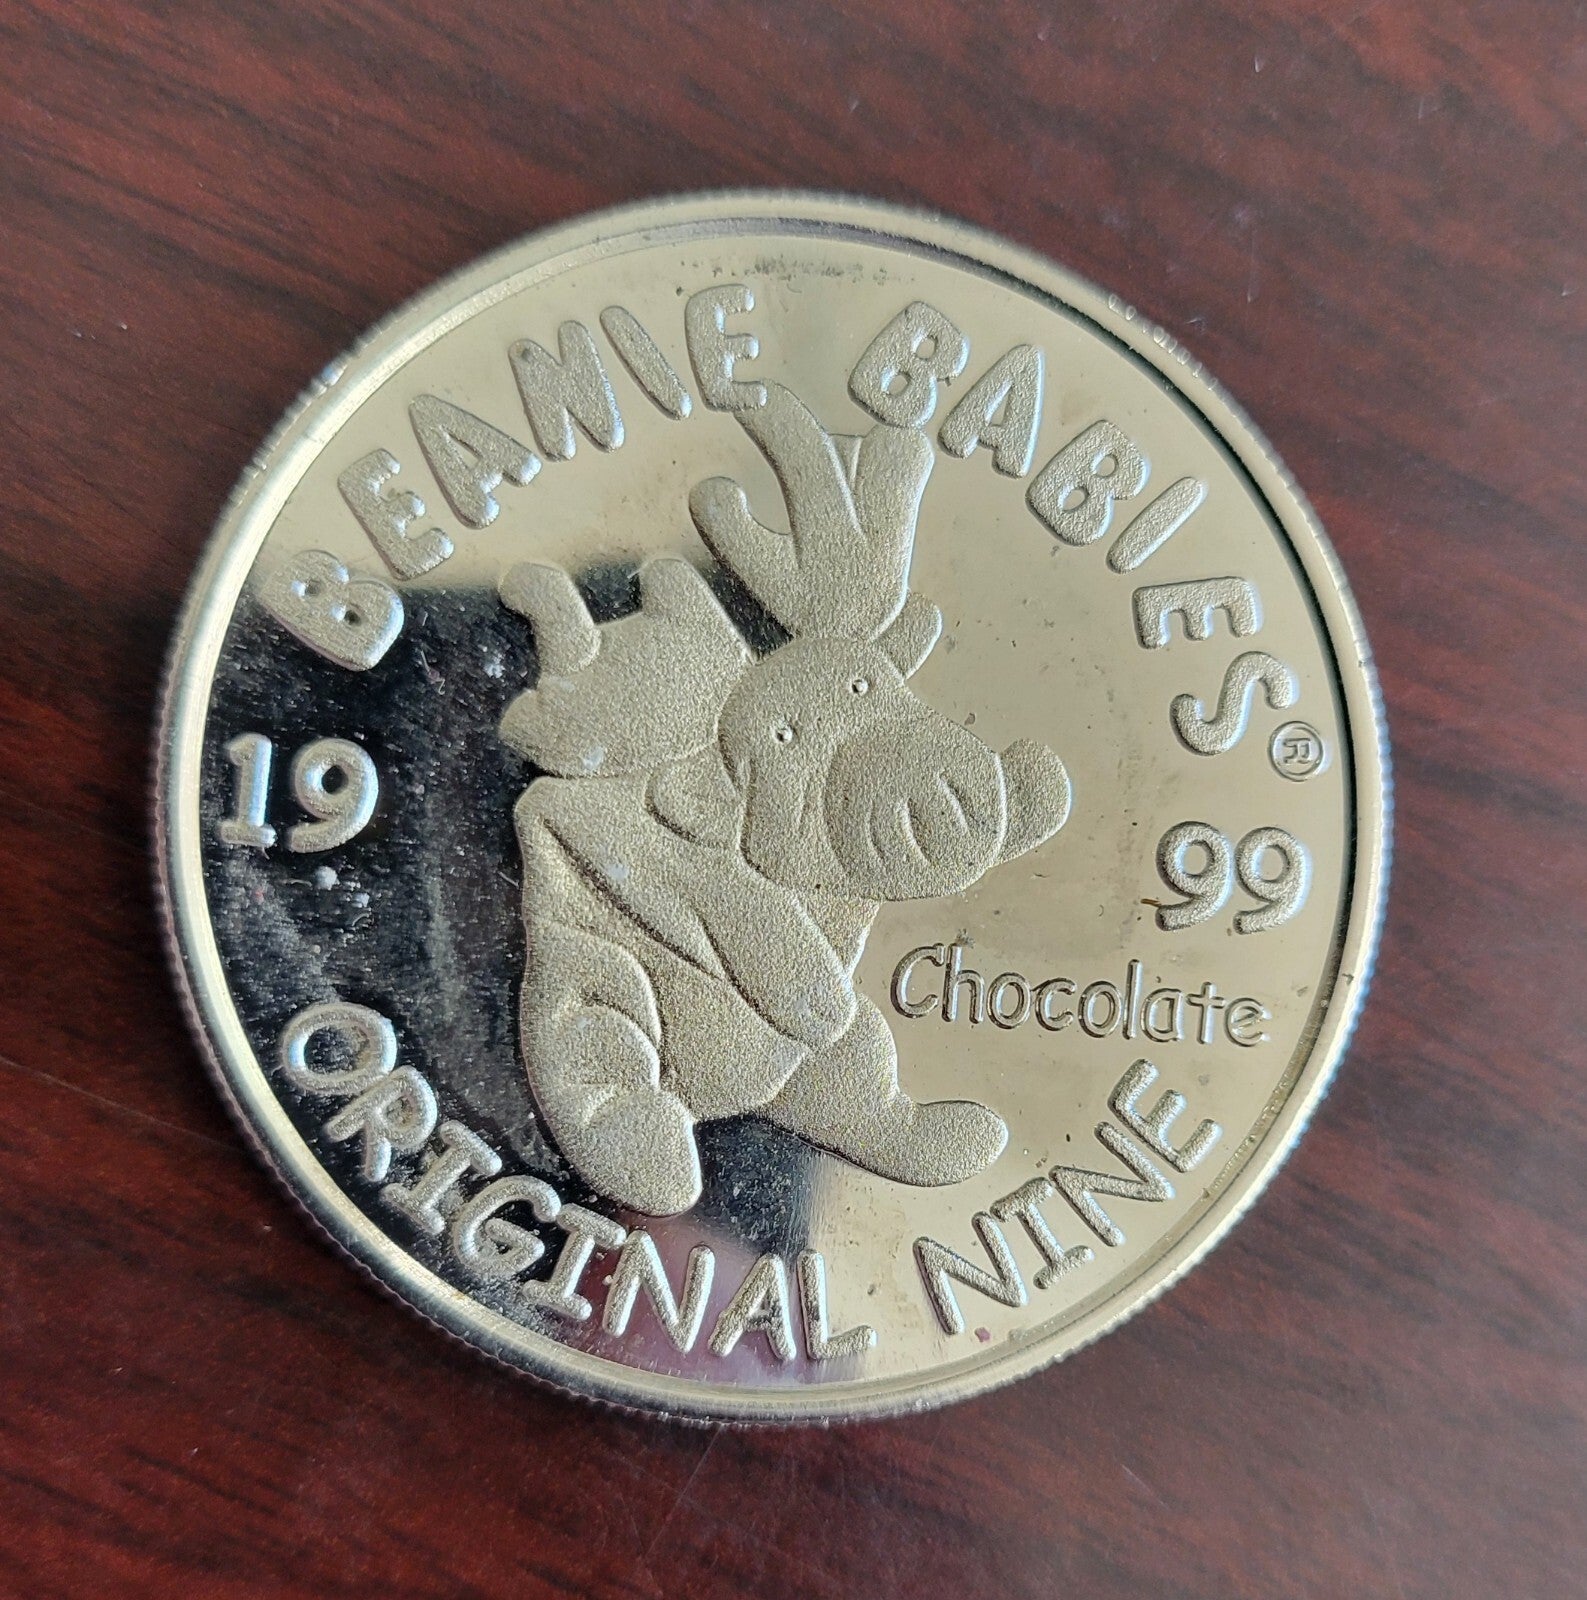 BEANIE BABIES®
19 99
Chocolate
ORIGINAL NINE